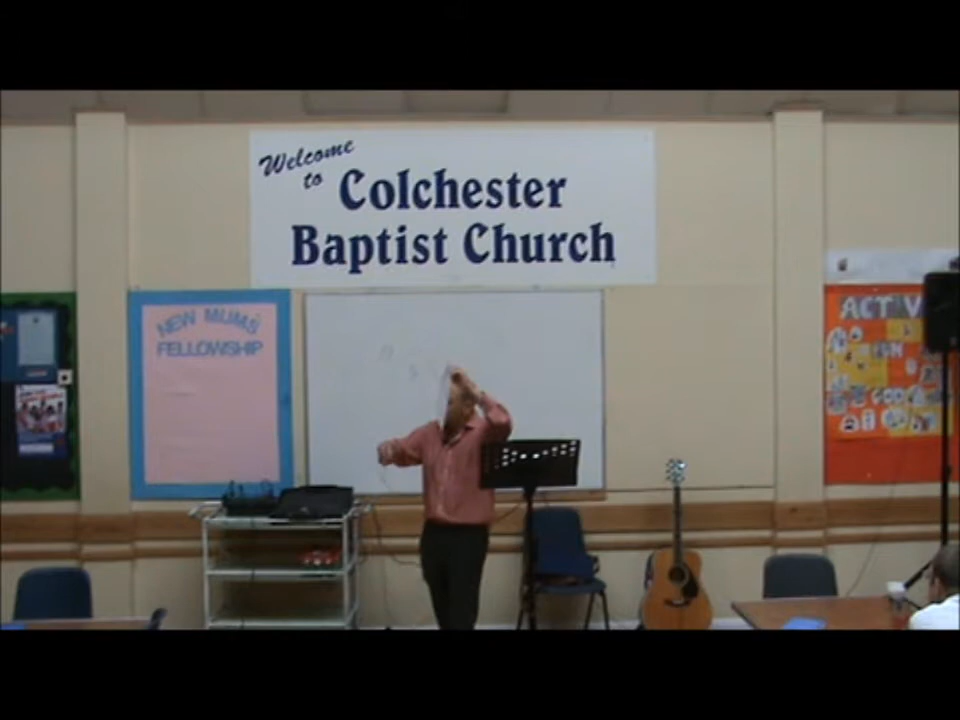 Welcome
to
Colchester
Baptist Church
NEW MUMS
FELLOWSHIP
ACTIV